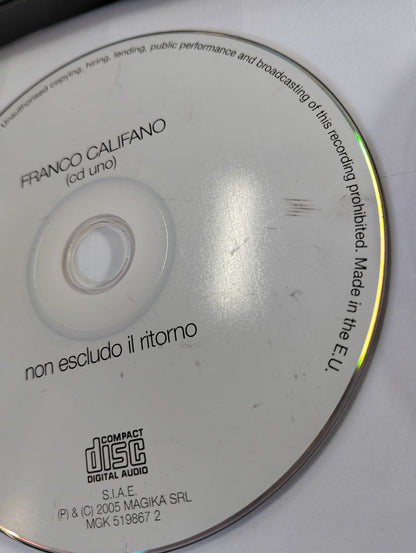 Unauthorised copying, hiring, lending, public performance and broadcasting of this recording prohibited. Made in the E.U.
FRANCO CALIFANO
(cd uno)
non escludo il ritorno
COMPACT
disc
DIGITAL AUDIO
S.I.A.E.
(P) & (C) 2005 MAGIKA SRL
MGK 519867 2